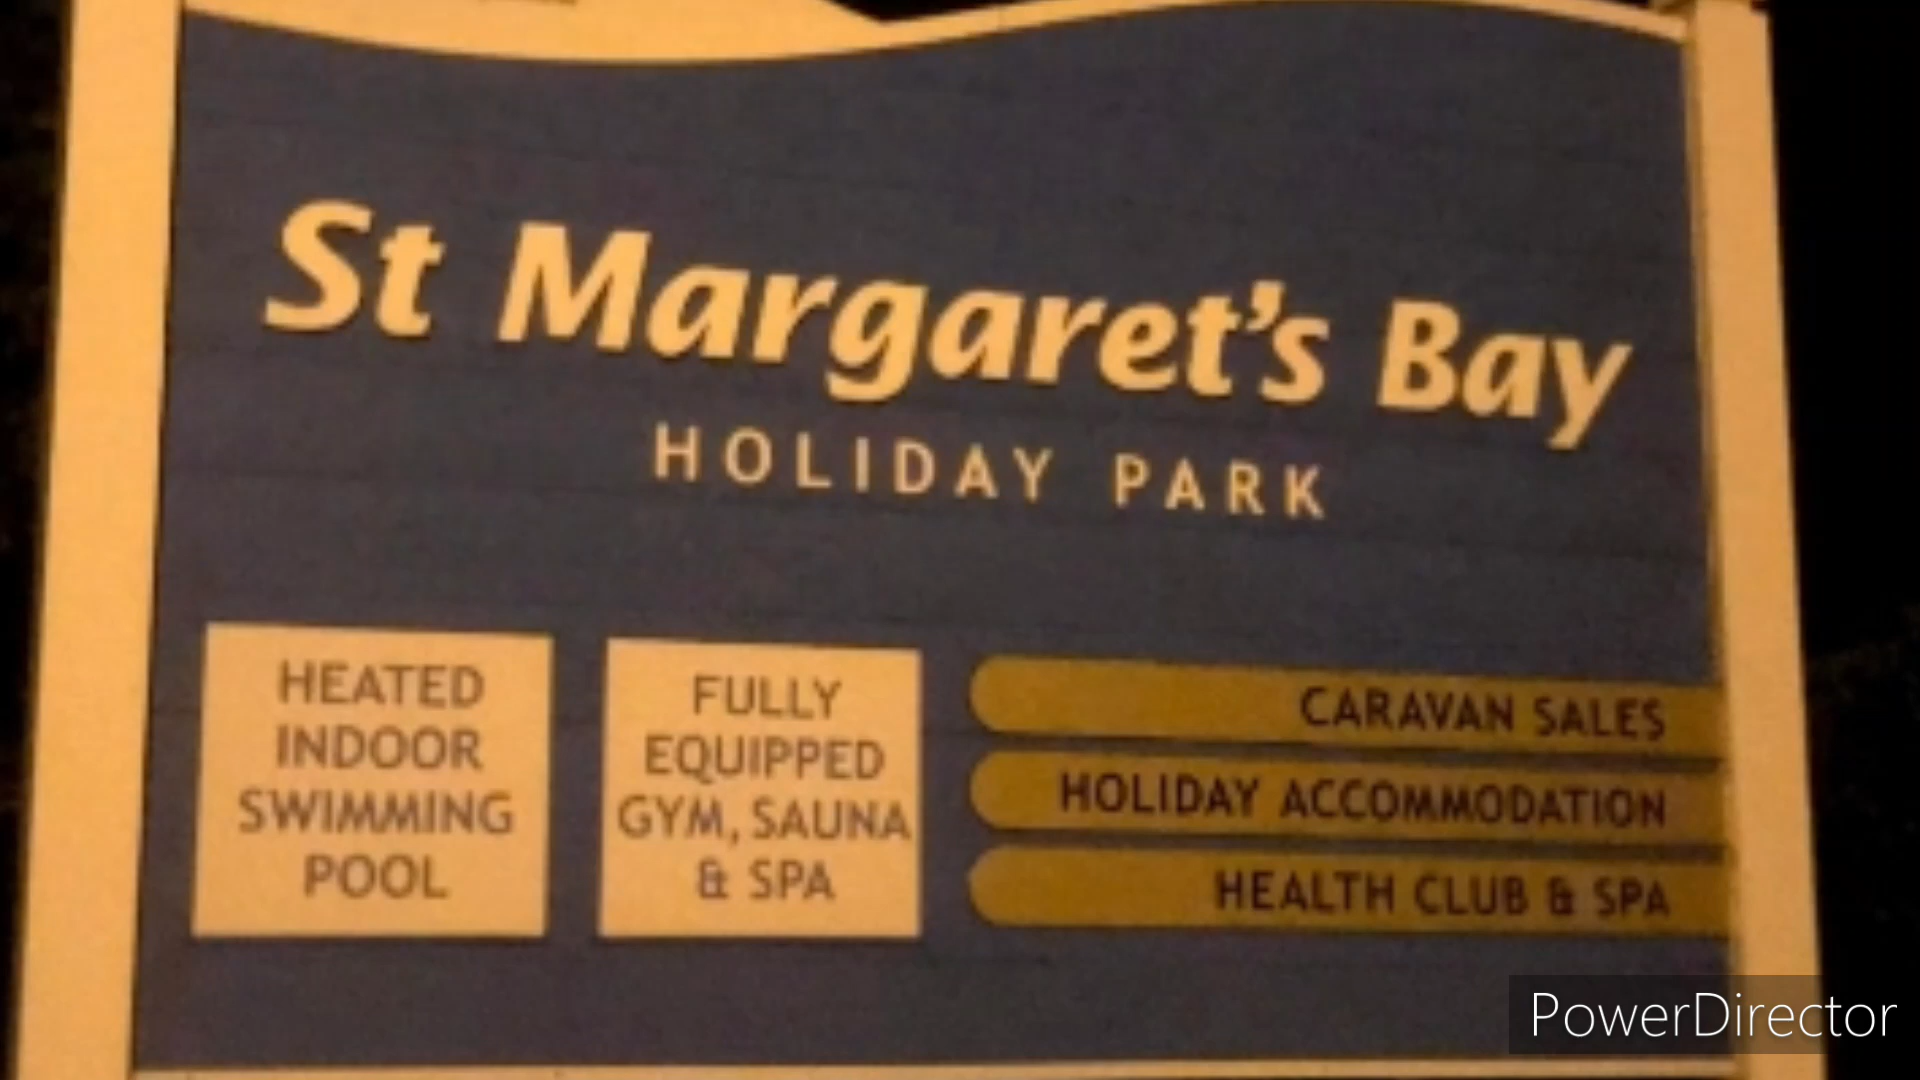 St Margaret's Bay
HOLIDAY PARK
HEATED
INDOOR
SWIMMING
POOL
FULLY
EQUIPPED
GYM, SAUNA
& SPA
CARAVAN SALES
HOLIDAY ACCOMMODATION
HEALTH CLUB & SPA
PowerDirector